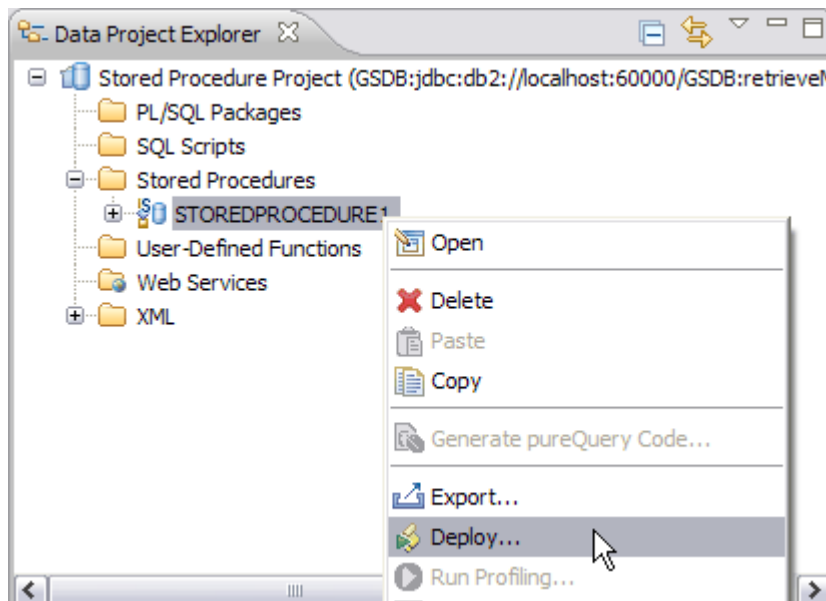 Data Project Explorer
Stored Procedure Project (GSDB:jdbc:db2://localhost:60000/GSDB:retrieveM
PL/SQL Packages
SQL Scripts
Stored Procedures
STOREDPROCEDURE1
User-Defined Functions
Web Services
XML
Open
Delete
Paste
Copy
Generate pureQuery Code...
Export...
Deploy...
Run Profiling...